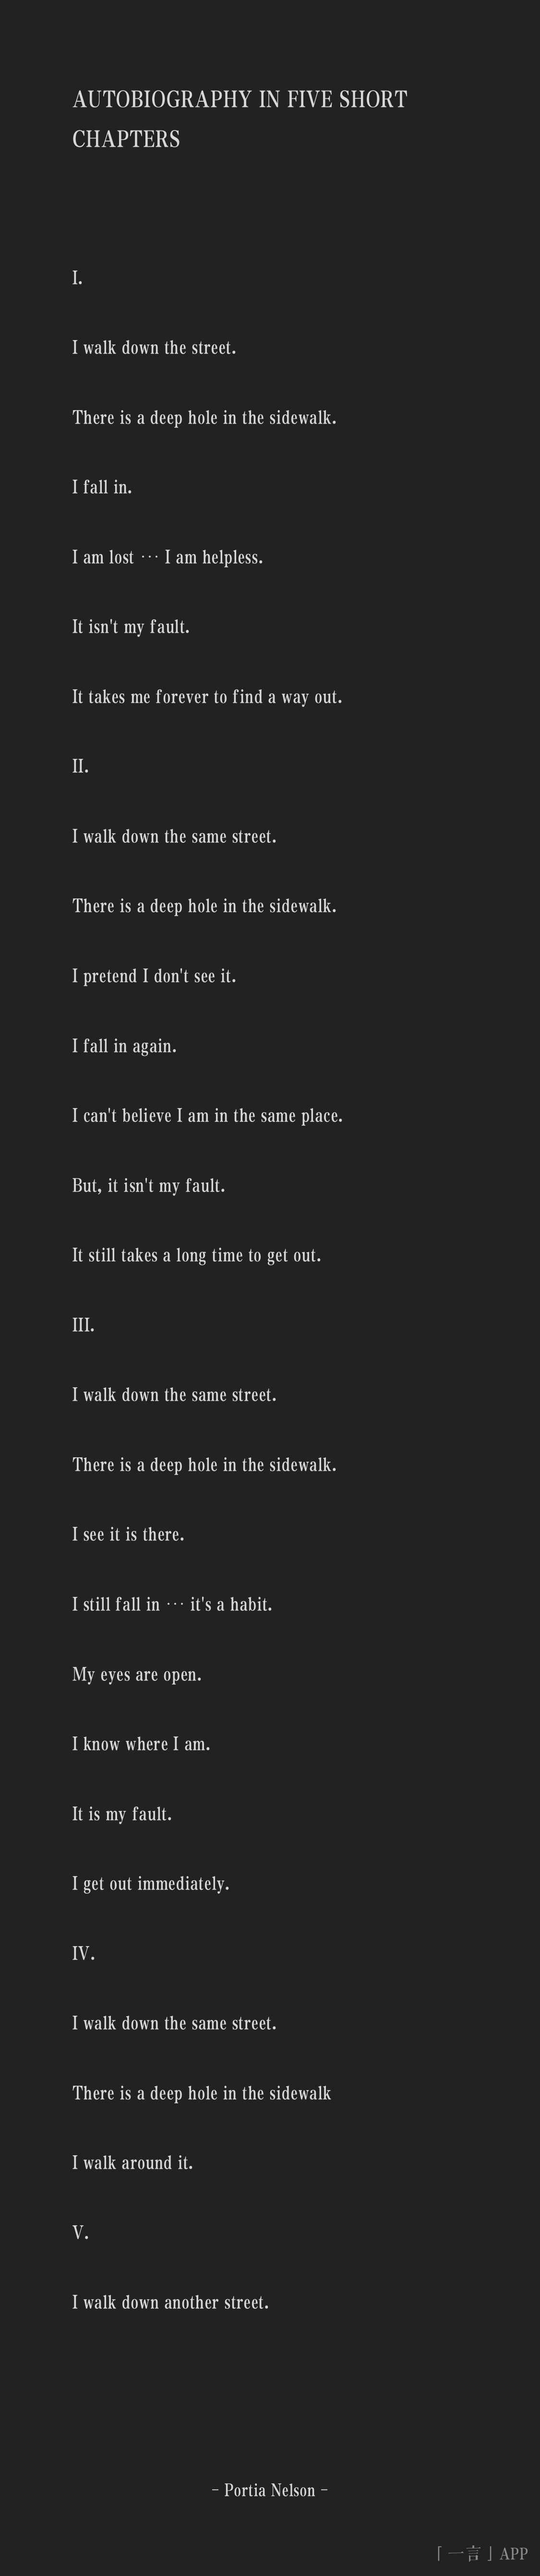 AUTOBIOGRAPHY IN FIVE SHORT
CHAPTERS
I.
I walk down the street.
There is a deep hole in the sidewalk.
I fall in.
I am lost ··· I am helpless.
It isn't my fault.
It takes me forever to find a way out.
II.
I walk down the same street.
There is a deep hole in the sidewalk.
I pretend I don't see it.
I fall in again.
I can't believe I am in the same place.
But, it isn't my fault.
It still takes a long time to get out.
III.
I walk down the same street.
There is a deep hole in the sidewalk.
I see it is there.
I still fall in ··· it's a habit.
My eyes are open.
I know where I am.
It is my fault.
I get out immediately.
IV.
I walk down the same street.
There is a deep hole in the sidewalk
I walk around it.
V.
I walk down another street.
– Portia Nelson –
「一言」APP